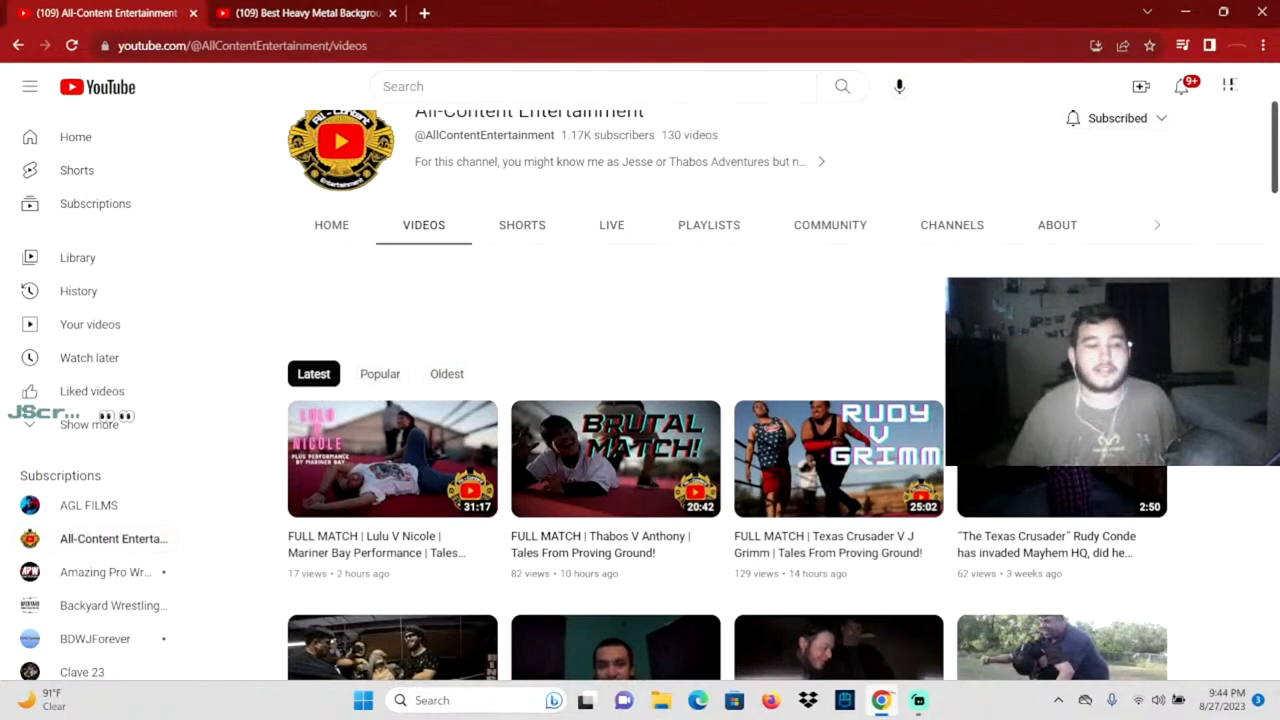 (109) All-Content Entertainment
(109) Best Heavy Metal Backgrou
youtube.com/@AllContentEntertainment/videos
YouTube
Search
9+
All-Content Entertainment
@AllContentEntertainment 1.17K subscribers 130 videos
For this channel, you might know me as Jesse or Thabos Adventures but n...
Subscribed
HOME VIDEOS SHORTS LIVE PLAYLISTS COMMUNITY CHANNELS ABOUT
Home
Shorts
Subscriptions
Library
History
Your videos
Watch later
Liked videos
JScr...
Show more
Subscriptions
AGL FILMS
All-Content Enterta...
Amazing Pro Wr...
Backyard Wrestling...
BDWJForever
Clave 23
Latest Popular Oldest
LULU
V
NICOLE
PLUS PERFORMANCE
BY MARINER BAY
31:17
BRUTAL
MATCH!
20:42
RUDY
V
GRIMM
25:02
2:50
FULL MATCH | Lulu V Nicole |
Mariner Bay Performance | Tales...
17 views • 2 hours ago
FULL MATCH | Thabos V Anthony |
Tales From Proving Ground!
82 views • 10 hours ago
FULL MATCH | Texas Crusader V J
Grimm | Tales From Proving Ground!
129 views • 14 hours ago
"The Texas Crusader" Rudy Conde
has invaded Mayhem HQ, did he...
62 views • 3 weeks ago
91°F
Clear
Search
9:44 PM
8/27/2023
3